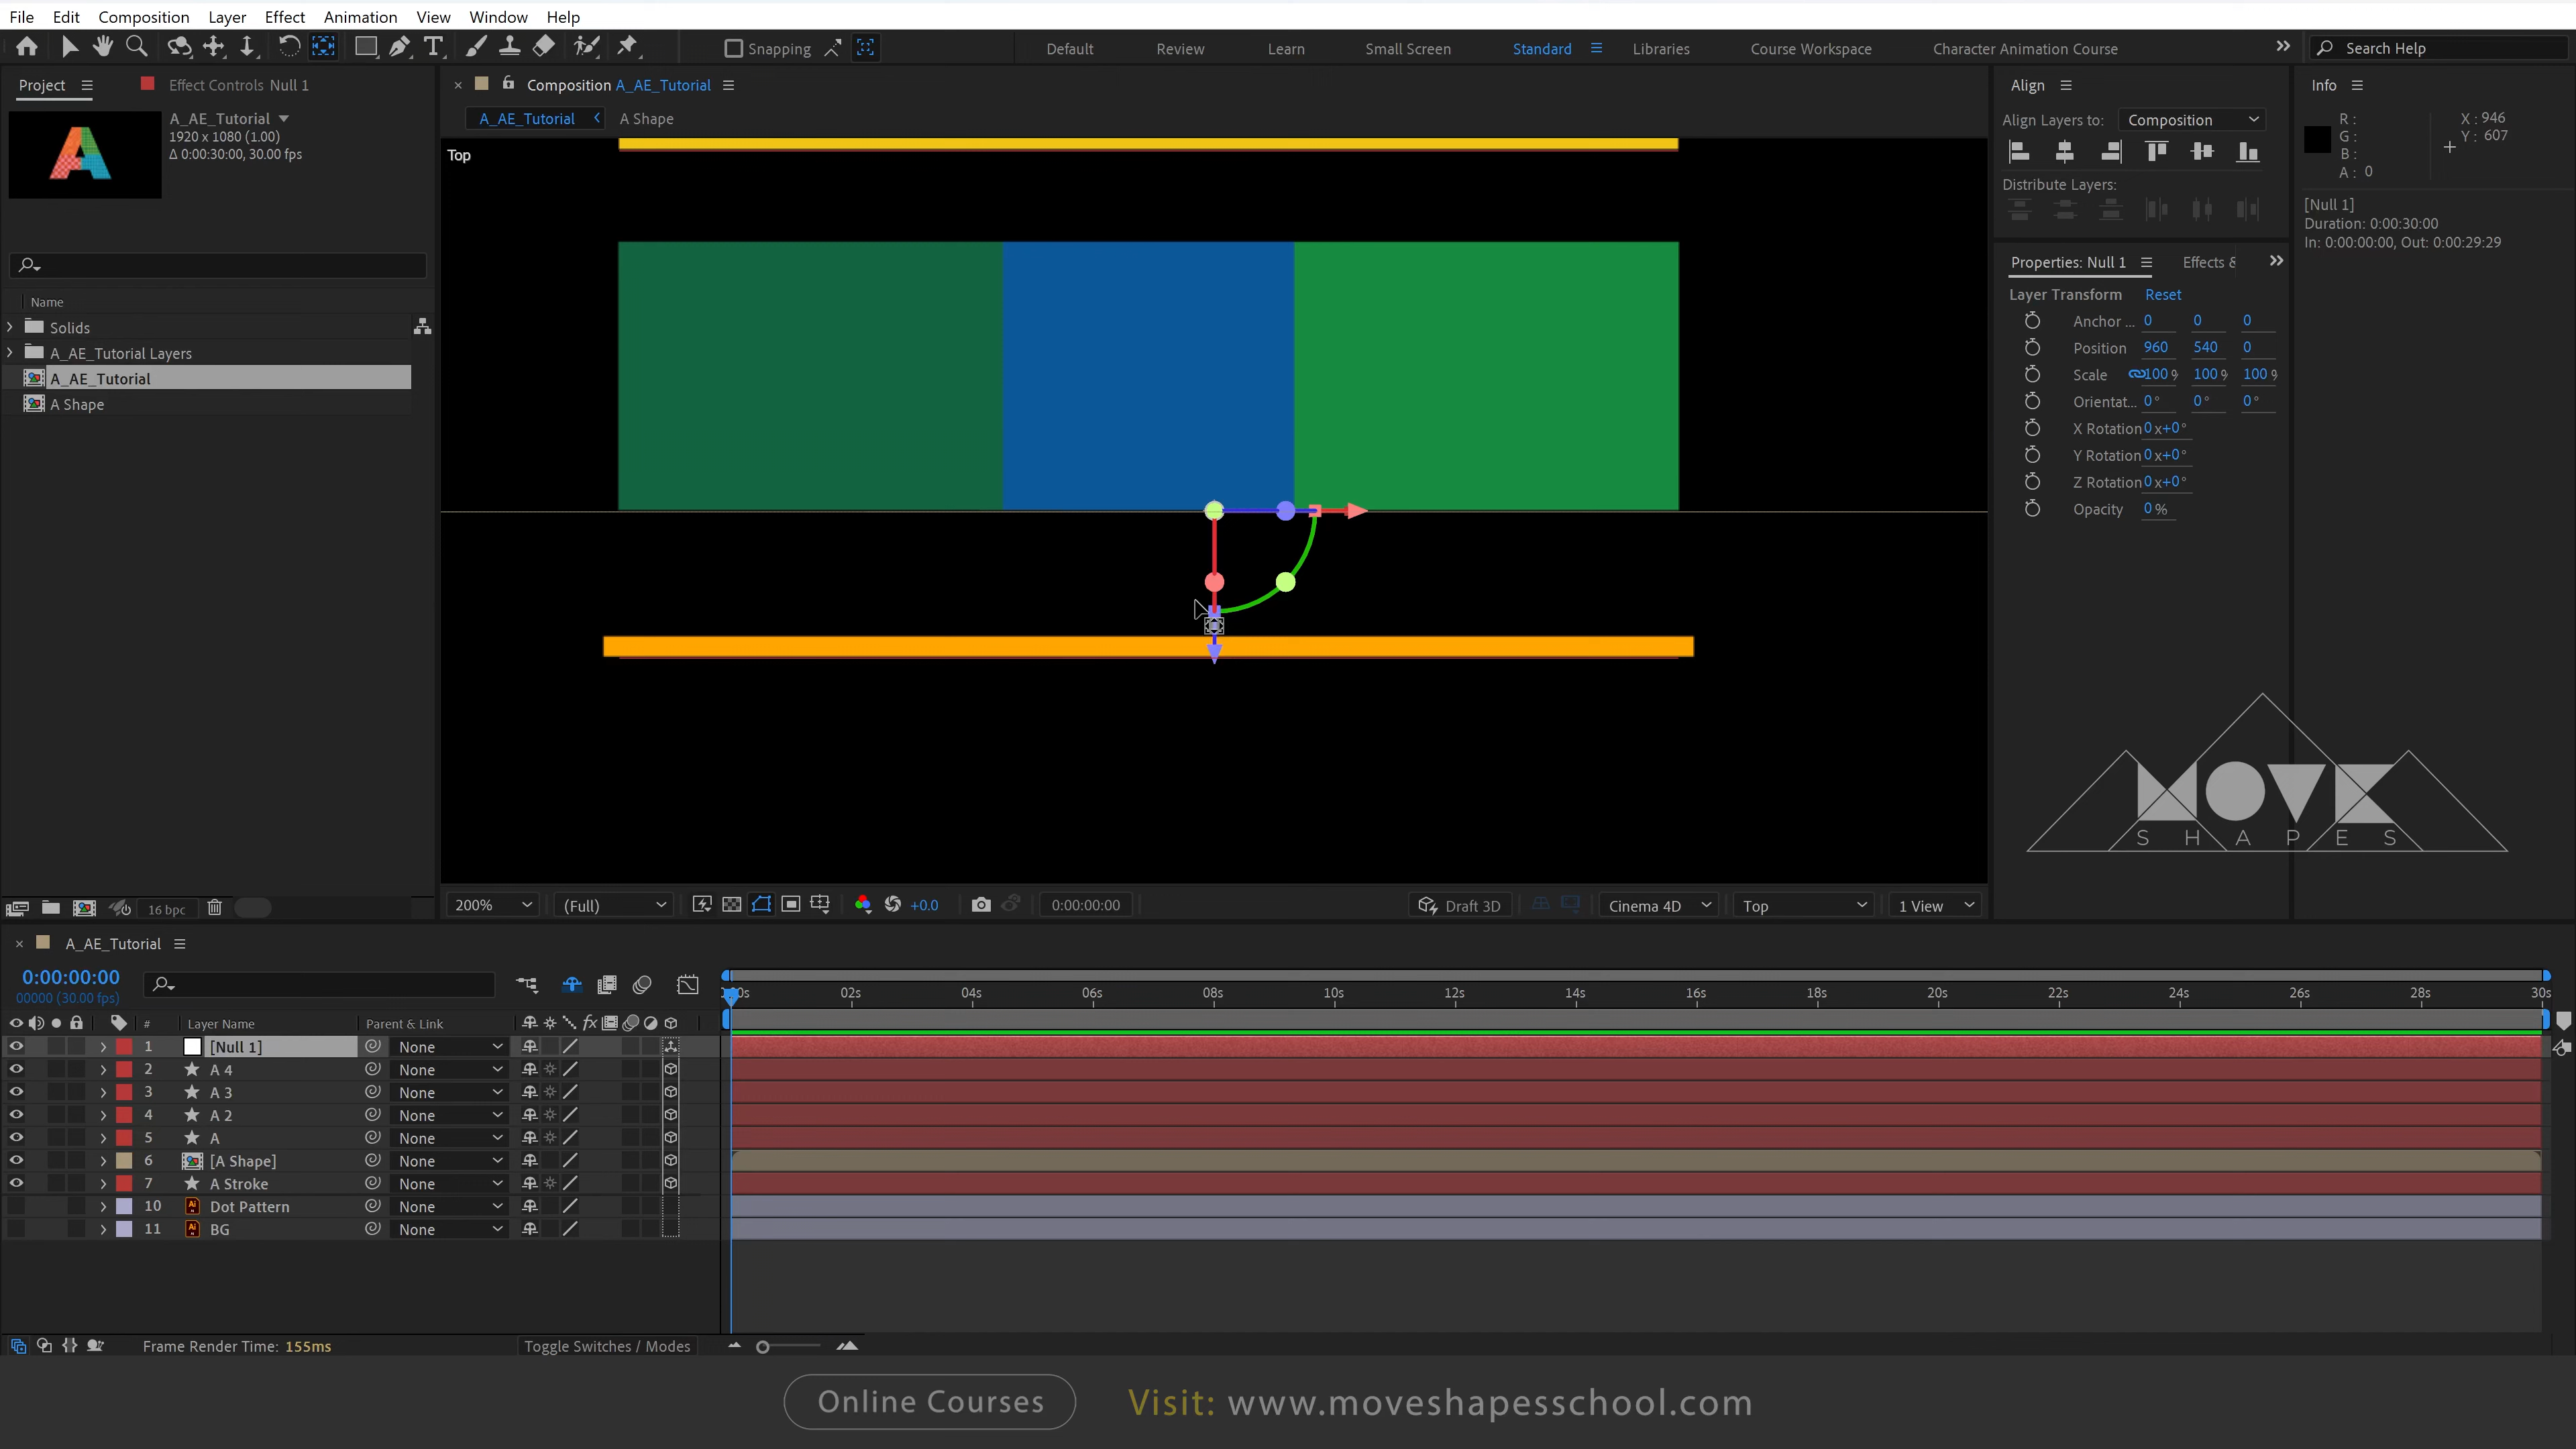 File Edit Composition Layer Effect Animation View Window Help
Snapping Default Review Learn Small Screen Standard Libraries Course Workspace Character Animation Course Search Help
Project Effect Controls Null 1
A_AE_Tutorial
1920 x 1080 (1.00)
Δ 0:00:30:00, 30.00 fps
Name
Solids
A_AE_Tutorial Layers
A_AE_Tutorial
A Shape
16 bpc
Composition A_AE_Tutorial
A_AE_Tutorial A Shape
Top
200% (Full) +0.0 0:00:00:00 Draft 3D Cinema 4D Top 1 View
Align
Align Layers to: Composition
Distribute Layers:
Properties: Null 1 Effects &
Layer Transform Reset
Anchor ... 0 0 0
Position 960 540 0
Scale 100 % 100 % 100 %
Orientat... 0° 0° 0°
X Rotation 0x+0°
Y Rotation 0x+0°
Z Rotation 0x+0°
Opacity 0%
Info
R :
G :
B :
A : 0
X : 946
Y : 607
[Null 1]
Duration: 0:00:30:00
In: 0:00:00:00, Out: 0:00:29:29
MOVE
SHAPES
A_AE_Tutorial
0:00:00:00
00000 (30.00 fps)
02s 04s 06s 08s 10s 12s 14s 16s 18s 20s 22s 24s 26s 28s 30s
# Layer Name Parent & Link
1 [Null 1] None
2 A 4 None
3 A 3 None
4 A 2 None
5 A None
6 [A Shape] None
7 A Stroke None
10 Dot Pattern None
11 BG None
Frame Render Time: 155ms Toggle Switches / Modes
Online Courses Visit: www.moveshapesschool.com